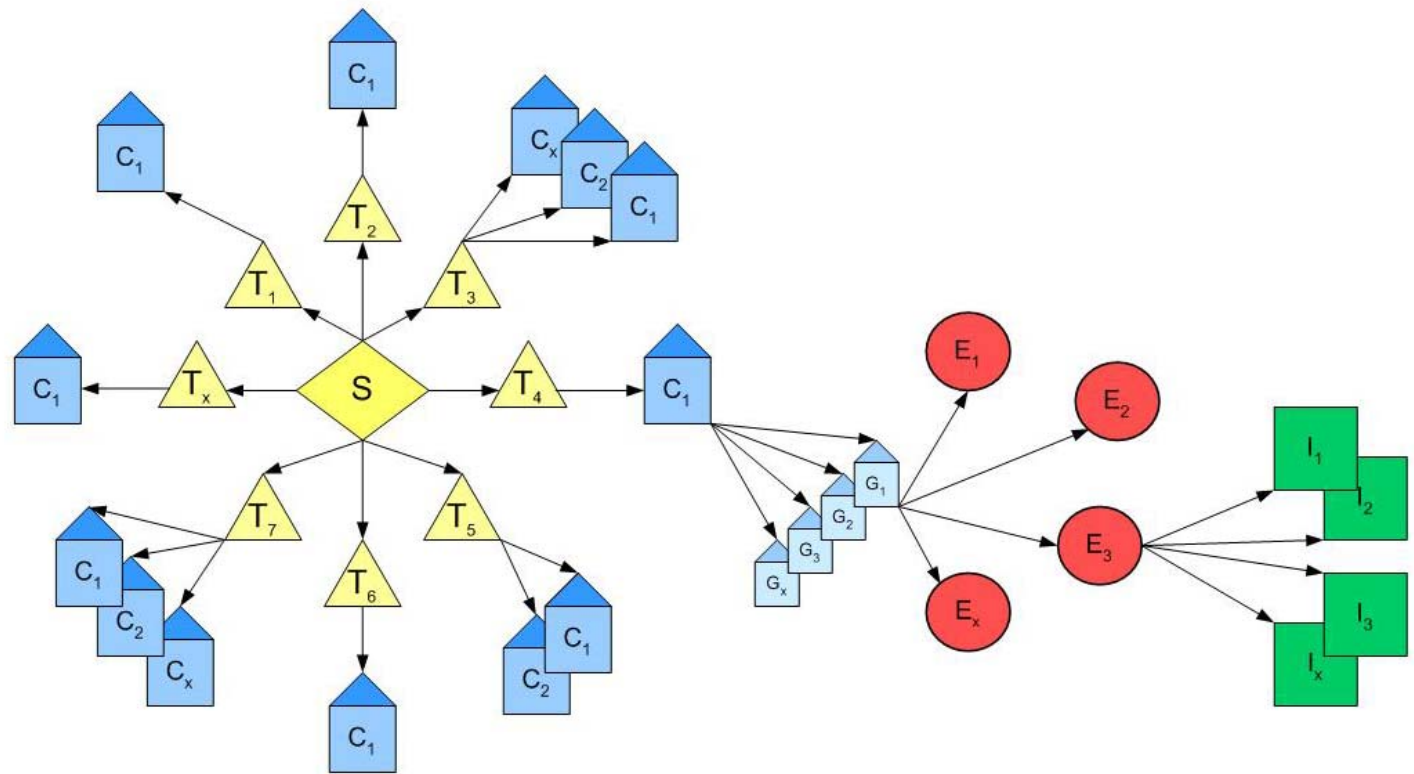 C₁
C₁
Cₓ
C₂
C₁
T₂
T₁
T₃
E₁
C₁
Tₓ
S
T₄
C₁
E₂
I₁
G₁
I₂
G₂
T₇
T₅
G₃
E₃
C₁
Gₓ
T₆
C₂
C₁
Eₓ
I₃
Cₓ
C₂
Iₓ
C₁